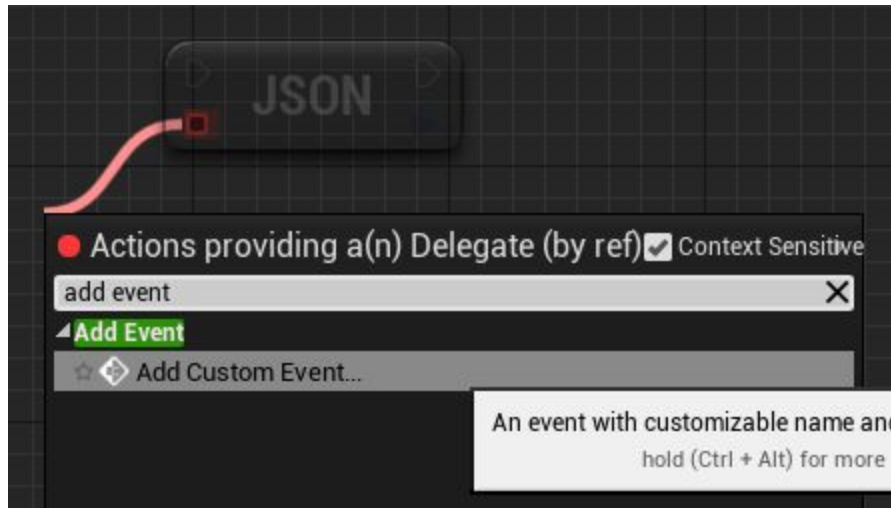 JSON
Actions providing a(n) Delegate (by ref) Context Sensitive
add event
Add Event
Add Custom Event...
An event with customizable name and
hold (Ctrl + Alt) for more